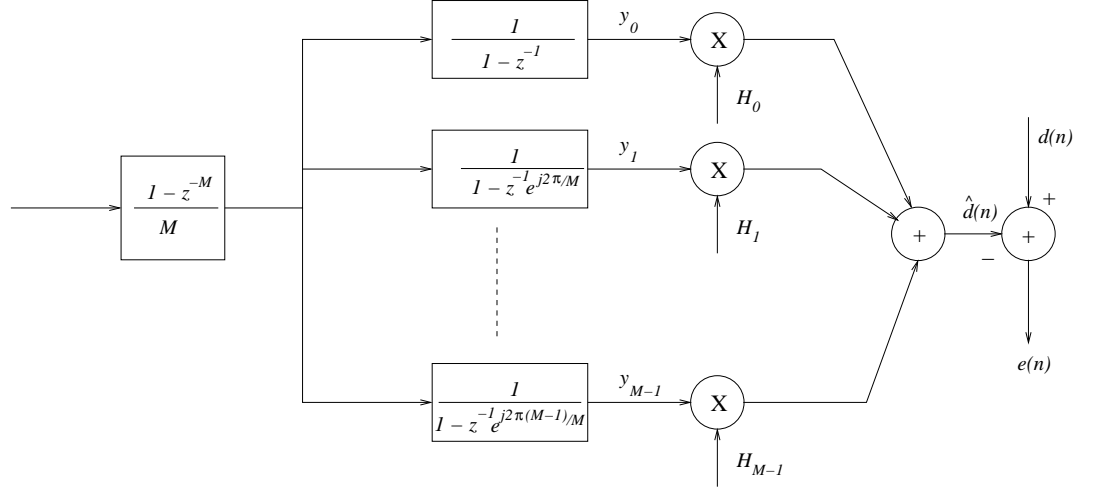 1
1 − z^{−1}
y_0
X
H_0
1
1 − z^{−1}e^{j2π/M}
y_1
X
H_1
1 − z^{−M}
M
d(n)
+
d̂(n)
+
+
−
e(n)
1
1 − z^{−1}e^{j2π(M−1)/M}
y_{M−1}
X
H_{M−1}